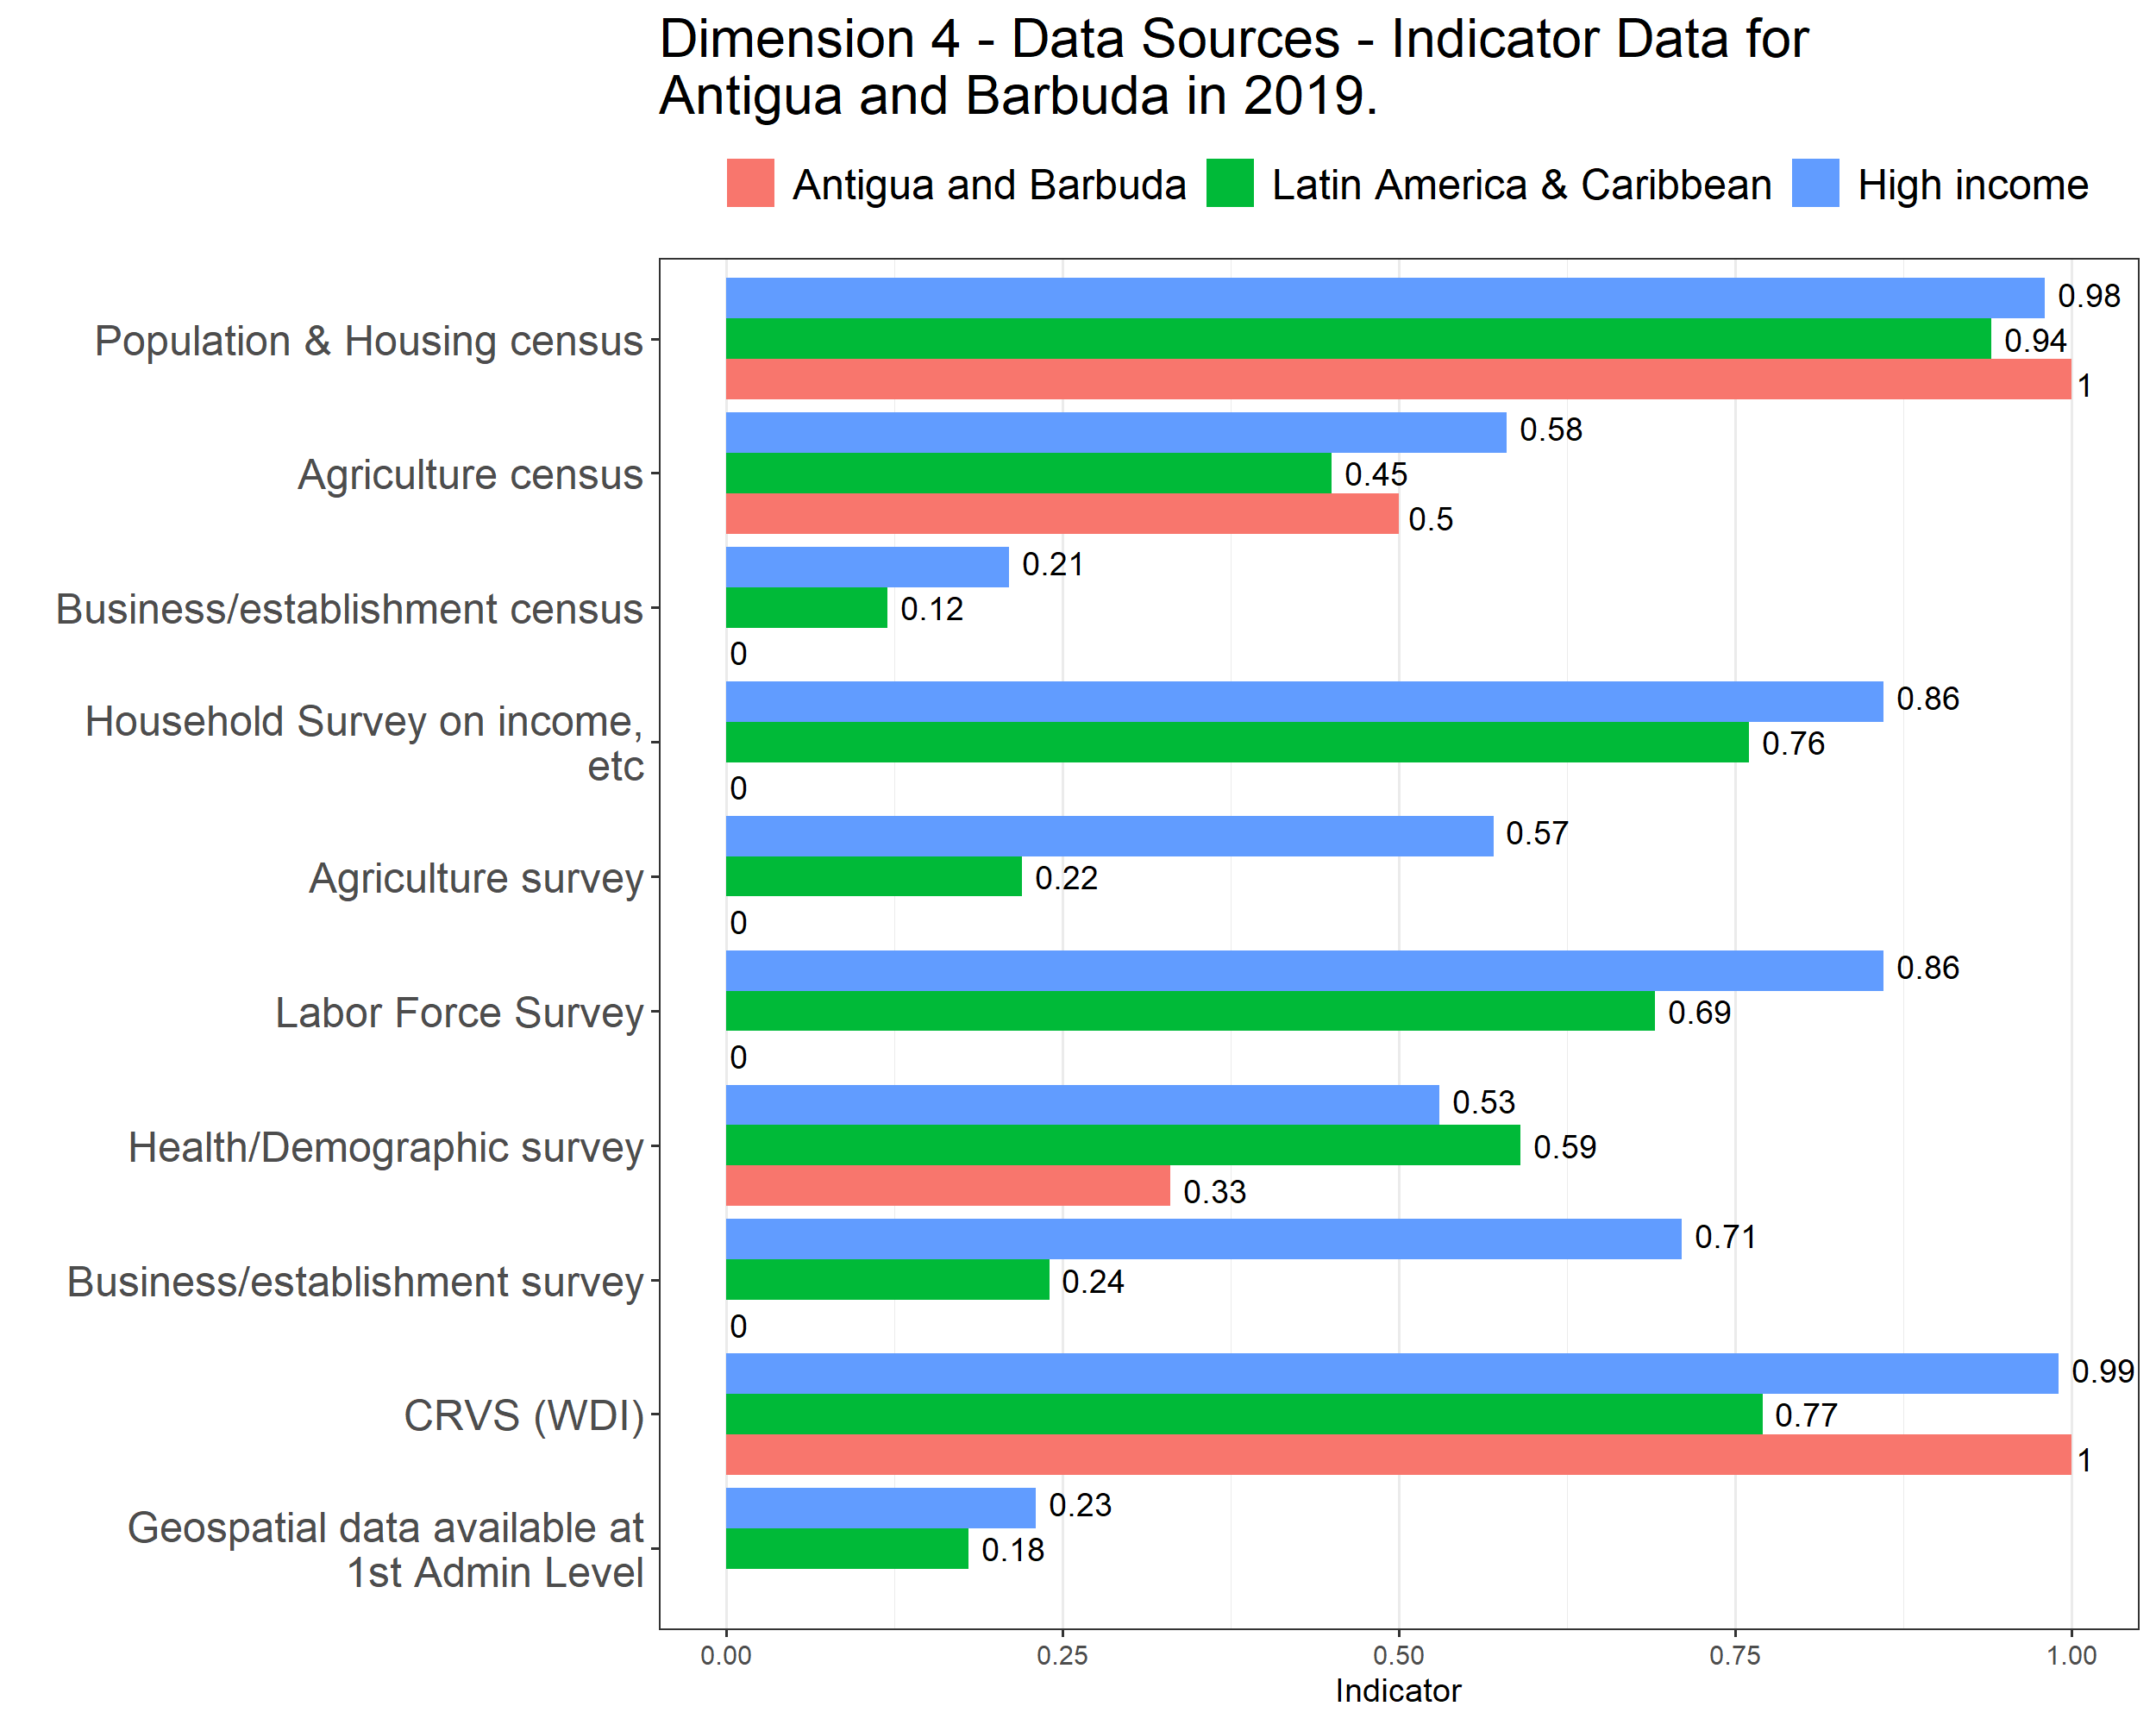 Dimension 4 - Data Sources - Indicator Data for
Antigua and Barbuda in 2019.
Antigua and Barbuda
Latin America & Caribbean
High income
Population & Housing census
0.98
0.94
1
Agriculture census
0.58
0.45
0.5
Business/establishment census
0.21
0.12
0
Household Survey on income,
etc
0.86
0.76
0
Agriculture survey
0.57
0.22
0
Labor Force Survey
0.86
0.69
0
Health/Demographic survey
0.53
0.59
0.33
Business/establishment survey
0.71
0.24
0
CRVS (WDI)
0.99
0.77
1
Geospatial data available at
1st Admin Level
0.23
0.18
0.00
0.25
0.50
0.75
1.00
Indicator